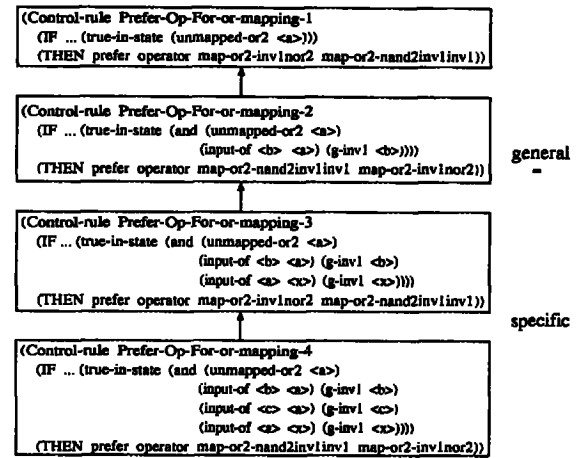 (Control-rule Prefer-Op-For-or-mapping-1
(IF ... (true-in-state (unmapped-or2 <a>)))
(THEN prefer operator map-or2-inv1nor2 map-or2-nand2inv1inv1))
(Control-rule Prefer-Op-For-or-mapping-2
(IF ... (true-in-state (and (unmapped-or2 <a>)
(input-of <b> <a>) (g-inv1 <b>))))
(THEN prefer operator map-or2-nand2inv1inv1 map-or2-inv1nor2))
general
(Control-rule Prefer-Op-For-or-mapping-3
(IF ... (true-in-state (and (unmapped-or2 <a>)
(input-of <b> <a>) (g-inv1 <b>)
(input-of <a> <x>) (g-inv1 <x>))))
(THEN prefer operator map-or2-inv1nor2 map-or2-nand2inv1inv1))
specific
(Control-rule Prefer-Op-For-or-mapping-4
(IF ... (true-in-state (and (unmapped-or2 <a>)
(input-of <b> <a>) (g-inv1 <b>)
(input-of <c> <a>) (g-inv1 <c>)
(input-of <a> <x>) (g-inv1 <x>))))
(THEN prefer operator map-or2-nand2inv1inv1 map-or2-inv1nor2))